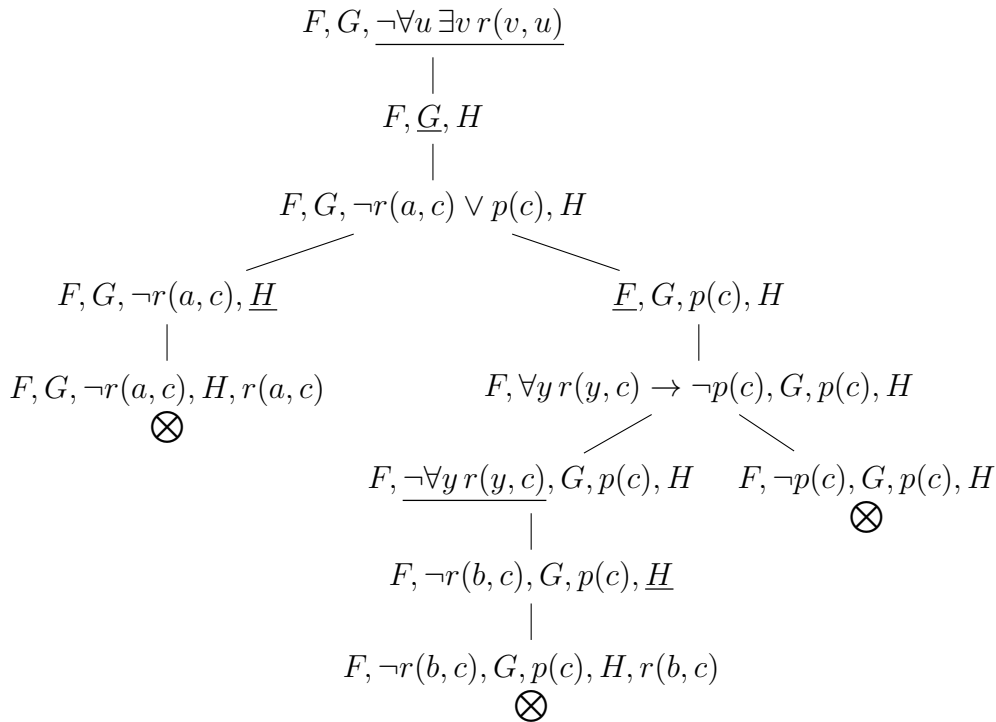 F, G, ¬∀u ∃v r(v, u)
F, G, H
F, G, ¬r(a, c) ∨ p(c), H
F, G, ¬r(a, c), H
F, G, p(c), H
F, G, ¬r(a, c), H, r(a, c)
F, ∀y r(y, c) → ¬p(c), G, p(c), H
F, ¬∀y r(y, c), G, p(c), H
F, ¬p(c), G, p(c), H
F, ¬r(b, c), G, p(c), H
F, ¬r(b, c), G, p(c), H, r(b, c)